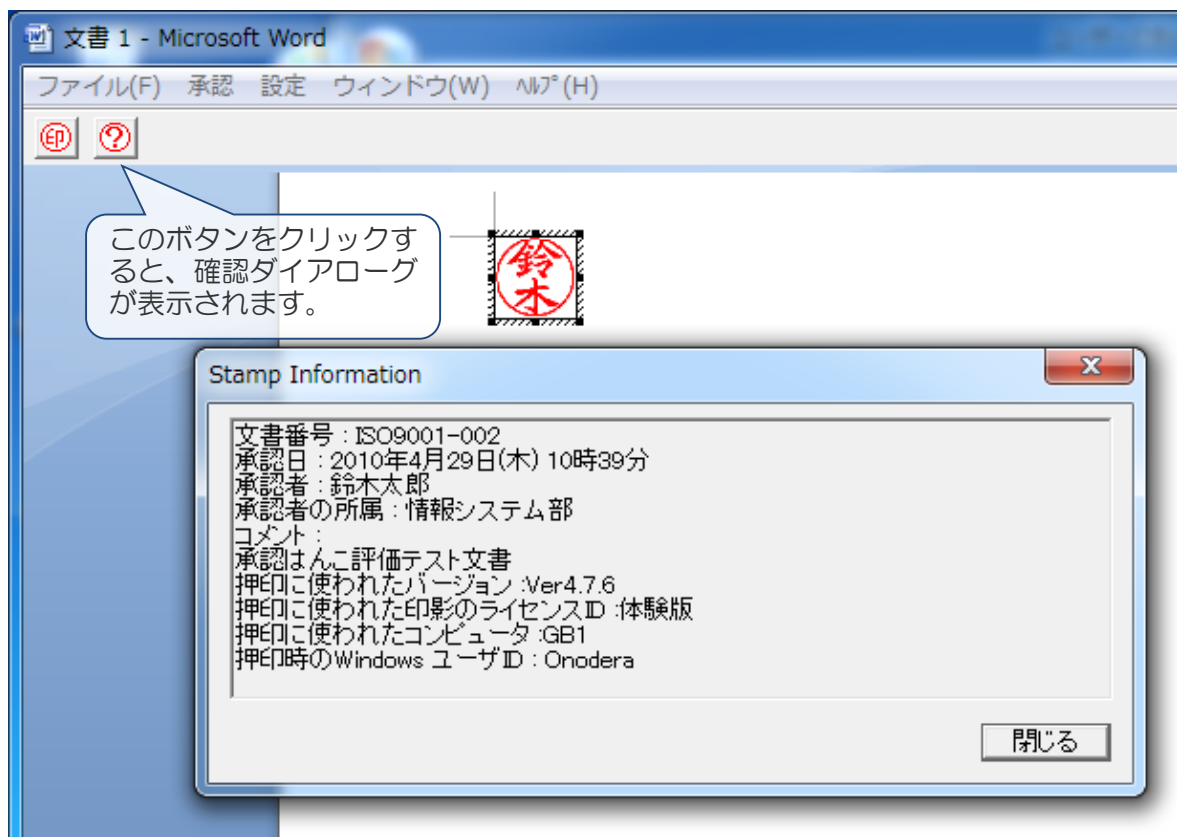 文書 1 - Microsoft Word
ファイル(F) 承認 設定 ウィンドウ(W) ﾍﾙﾌﾟ(H)
印 ?
このボタンをクリックす
ると、確認ダイアローグ
が表示されます。
鈴
木
Stamp Information
文書番号 : ISO9001-002
承認日 : 2010年4月29日(木) 10時39分
承認者 : 鈴木太郎
承認者の所属 : 情報システム部
コメント :
承認はんこ評価テスト文書
押印に使われたバージョン :Ver4.7.6
押印に使われた印影のライセンスID :体験版
押印に使われたコンピュータ :GB1
押印時のWindows ユーザID : Onodera
閉じる